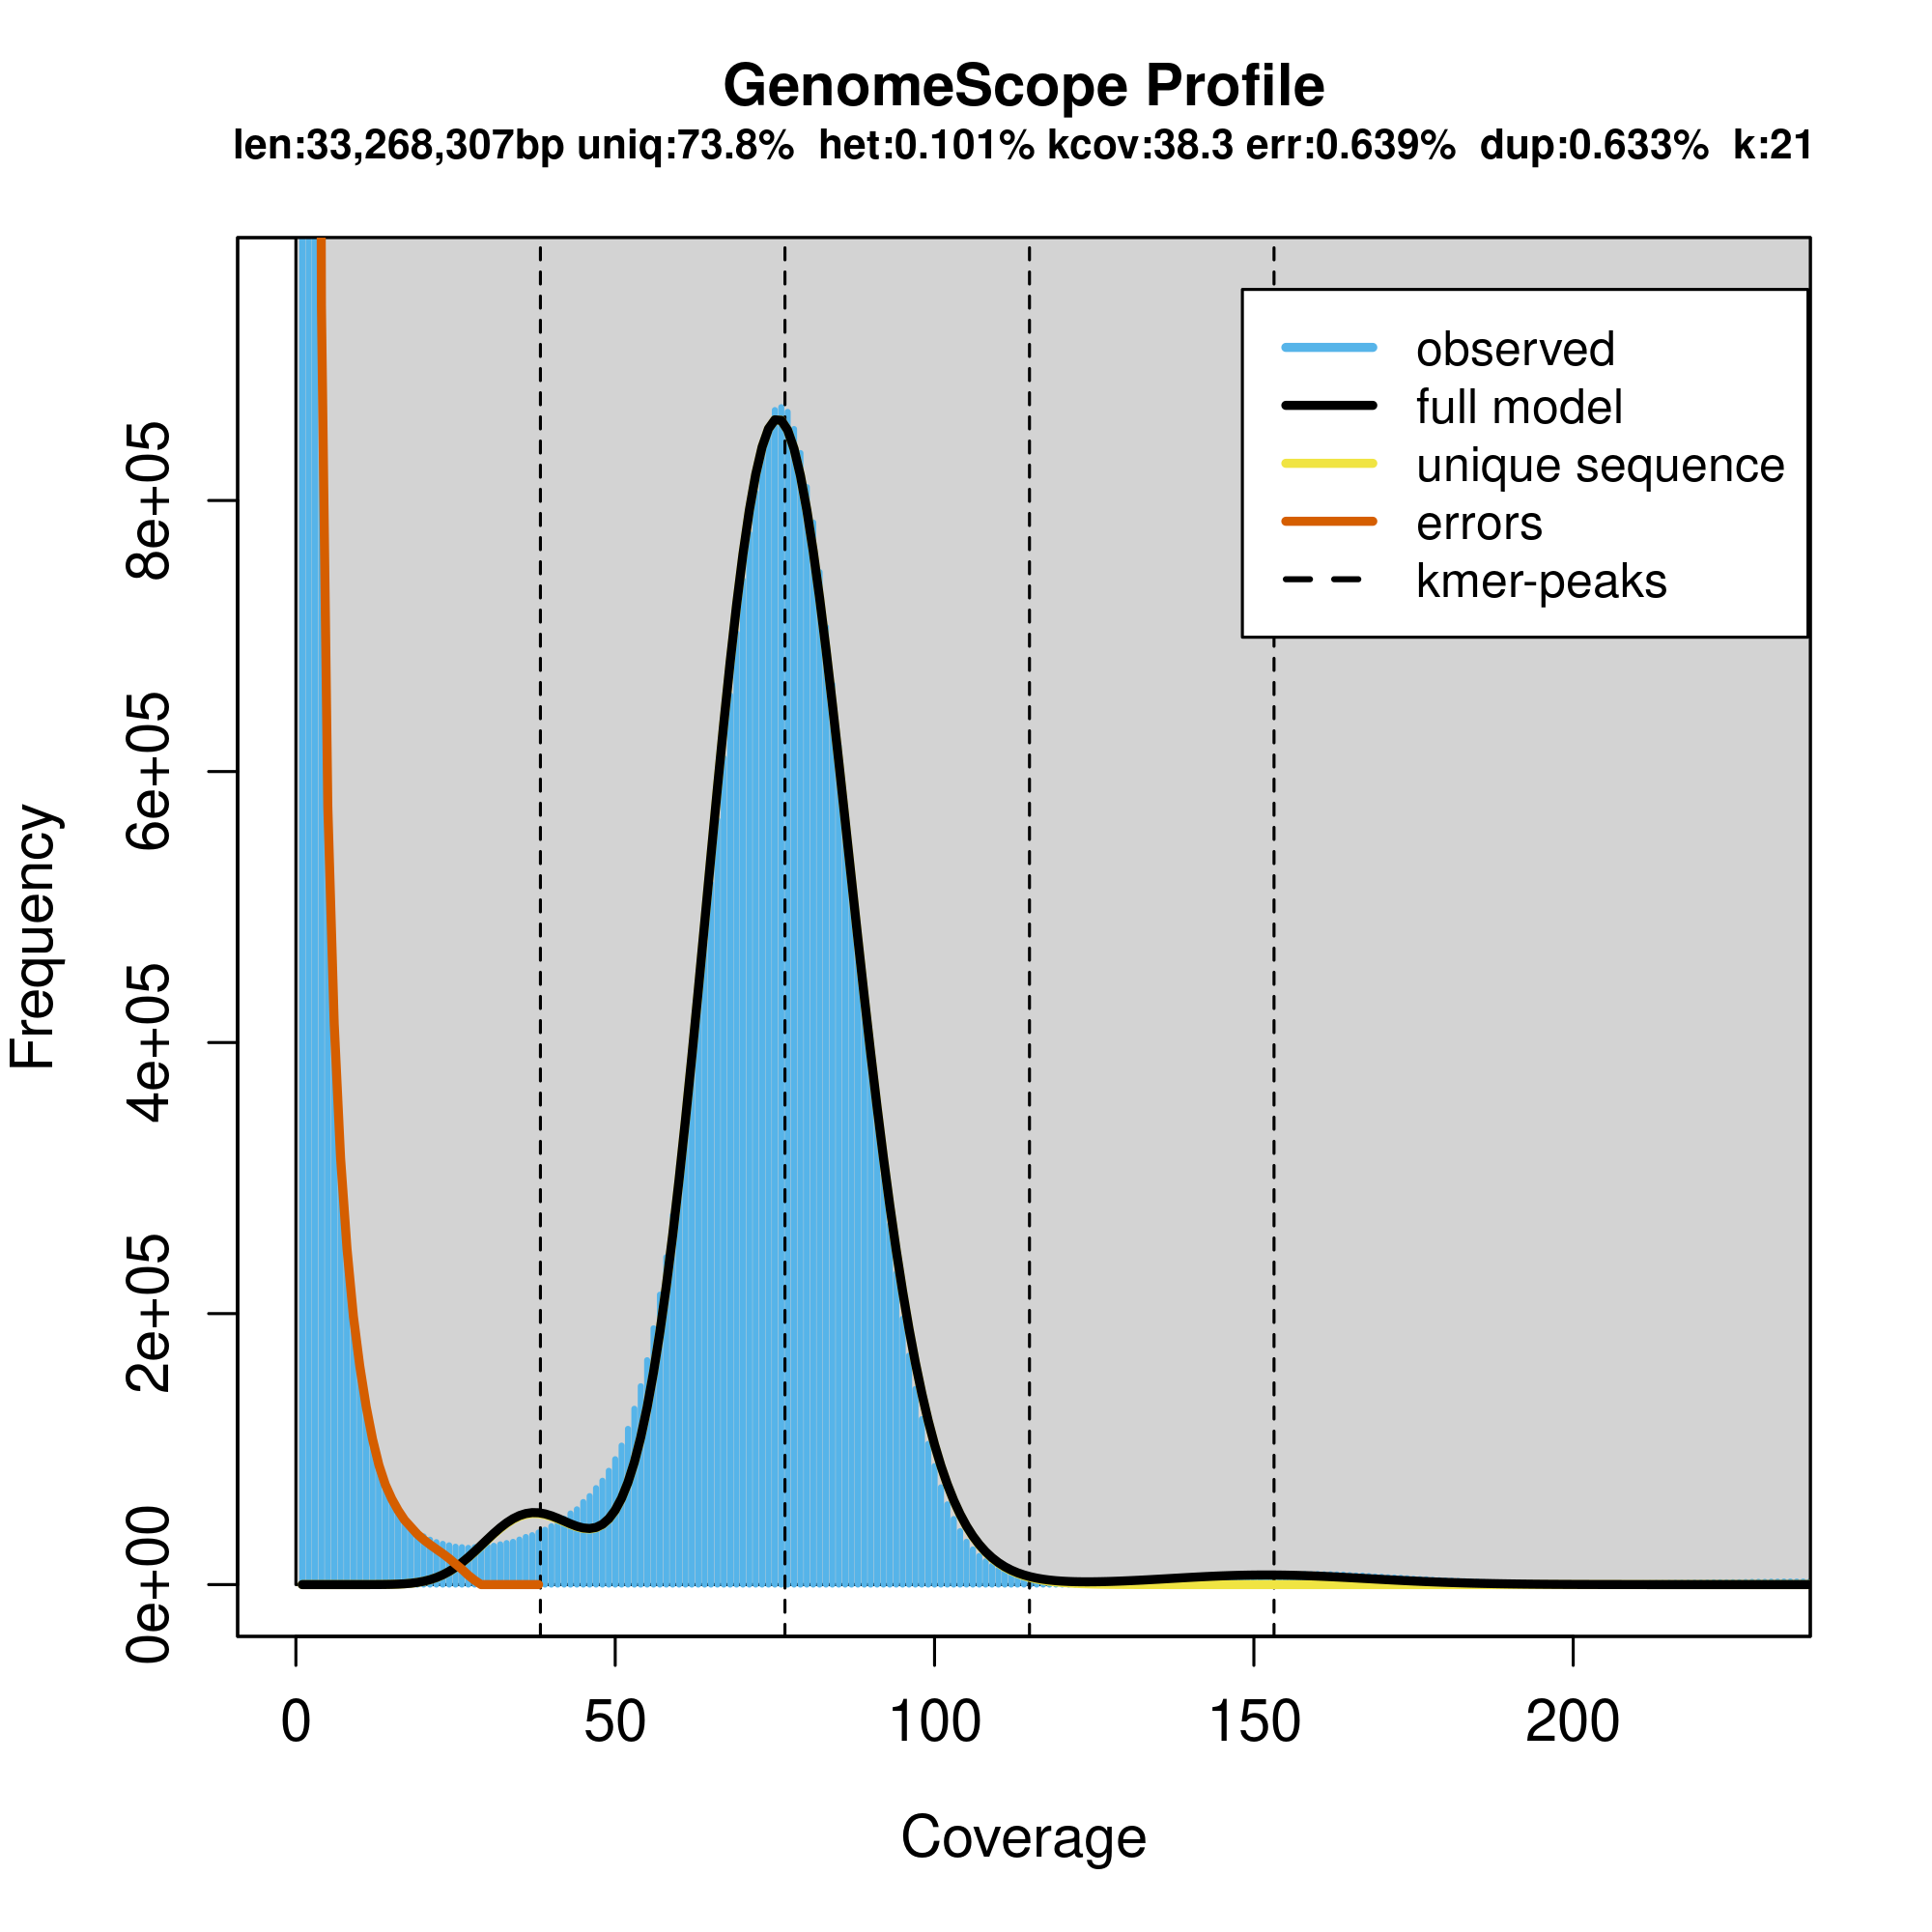 GenomeScope Profile
len:33,268,307bp uniq:73.8% het:0.101% kcov:38.3 err:0.639% dup:0.633% k:21
observed
full model
unique sequence
errors
kmer-peaks
Frequency
8e+05
6e+05
4e+05
2e+05
0e+00
0 50 100 150 200
Coverage